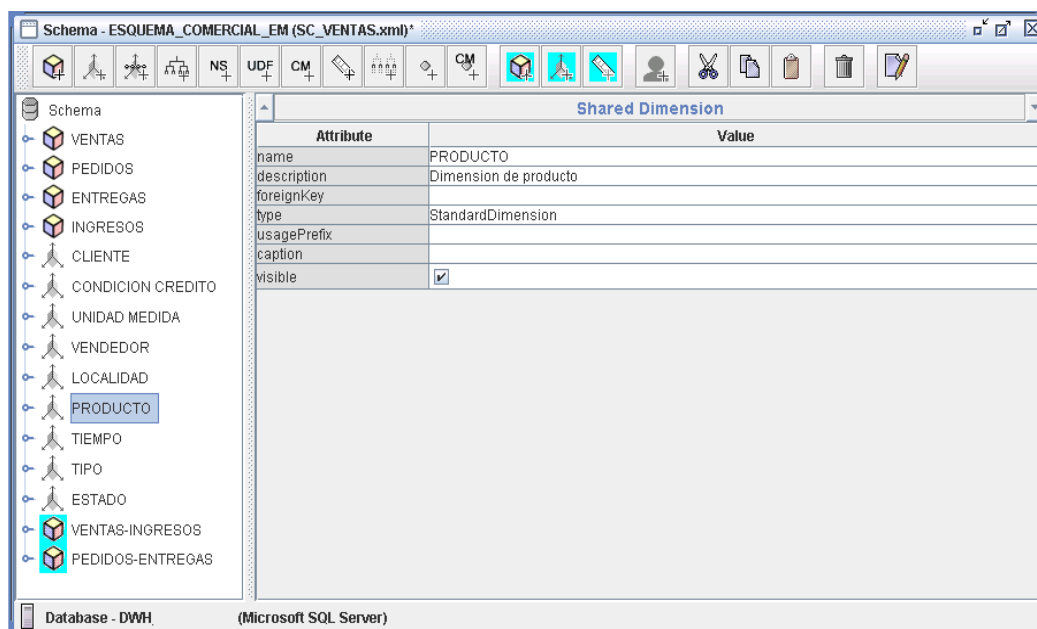 Schema - ESQUEMA_COMERCIAL_EM (SC_VENTAS.xml)*
NS UDF CM CM
Schema
VENTAS
PEDIDOS
ENTREGAS
INGRESOS
CLIENTE
CONDICION CREDITO
UNIDAD MEDIDA
VENDEDOR
LOCALIDAD
PRODUCTO
TIEMPO
TIPO
ESTADO
VENTAS-INGRESOS
PEDIDOS-ENTREGAS
Shared Dimension
Attribute Value
name PRODUCTO
description Dimension de producto
foreignKey
type StandardDimension
usagePrefix
caption
visible
Database - DWH (Microsoft SQL Server)